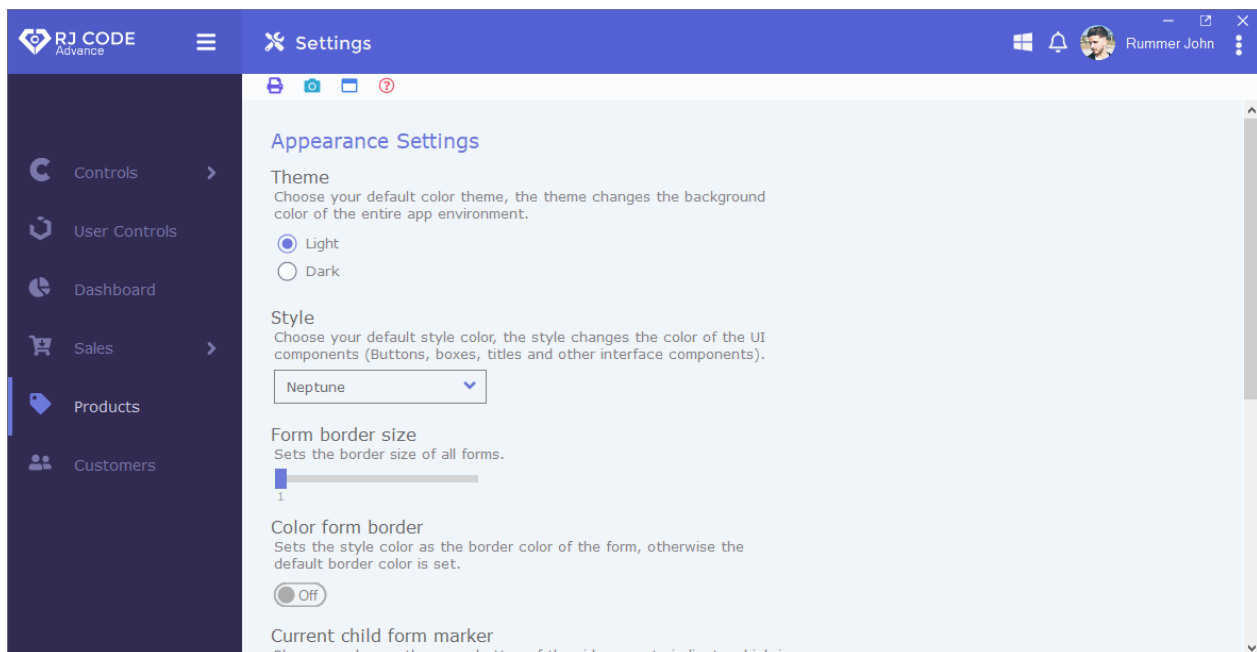 RJ CODE
Advance
Settings
Rummer John
Controls
User Controls
Dashboard
Sales
Products
Customers
Appearance Settings
Theme
Choose your default color theme, the theme changes the background
color of the entire app environment.
Light
Dark
Style
Choose your default style color, the style changes the color of the UI
components (Buttons, boxes, titles and other interface components).
Neptune
Form border size
Sets the border size of all forms.
1
Color form border
Sets the style color as the border color of the form, otherwise the
default border color is set.
Off
Current child form marker